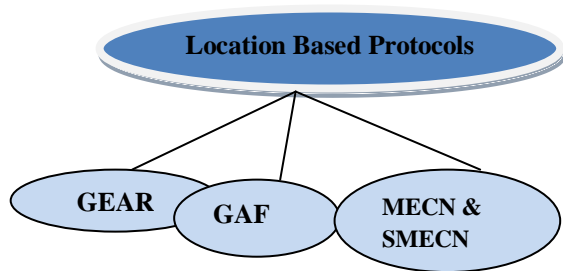 Location Based Protocols
GEAR
GAF
MECN &
SMECN